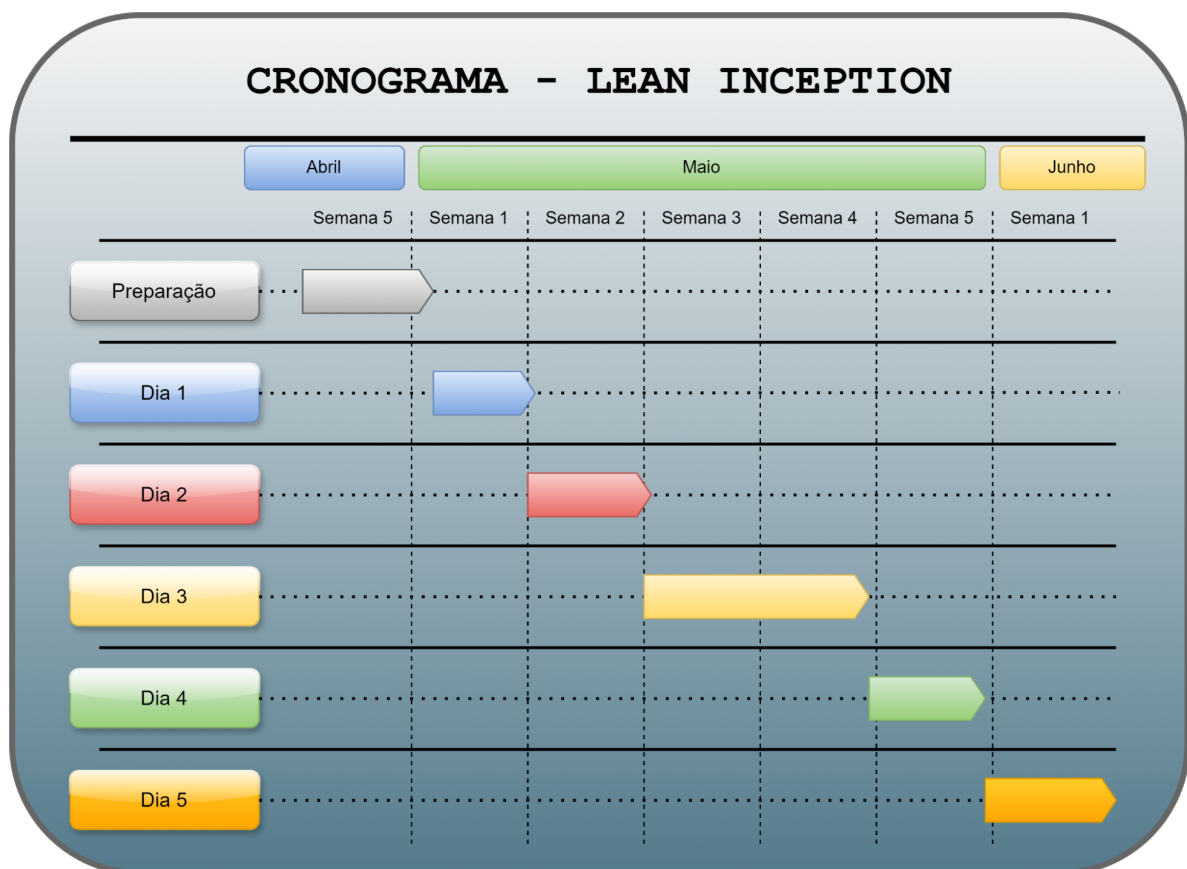 CRONOGRAMA - LEAN INCEPTION
Abril Maio Junho
Semana 5 Semana 1 Semana 2 Semana 3 Semana 4 Semana 5 Semana 1
Preparação
Dia 1
Dia 2
Dia 3
Dia 4
Dia 5